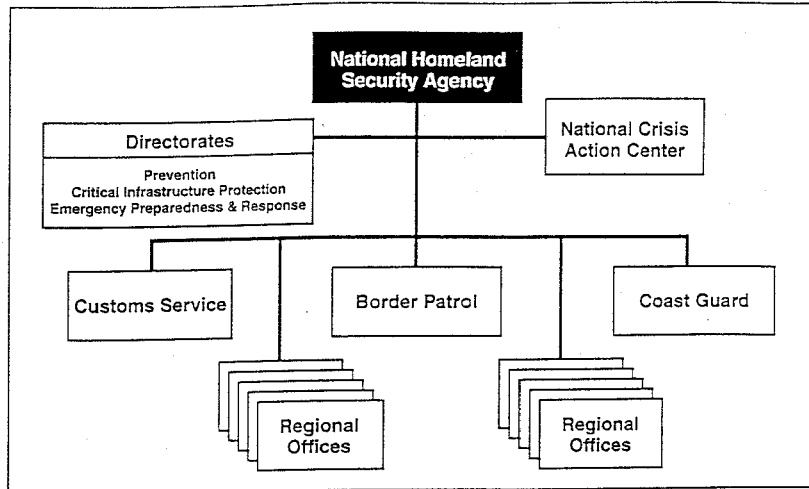 National Homeland
Security Agency
Directorates
Prevention
Critical Infrastructure Protection
Emergency Preparedness & Response
National Crisis
Action Center
Customs Service
Border Patrol
Coast Guard
Regional
Offices
Regional
Offices